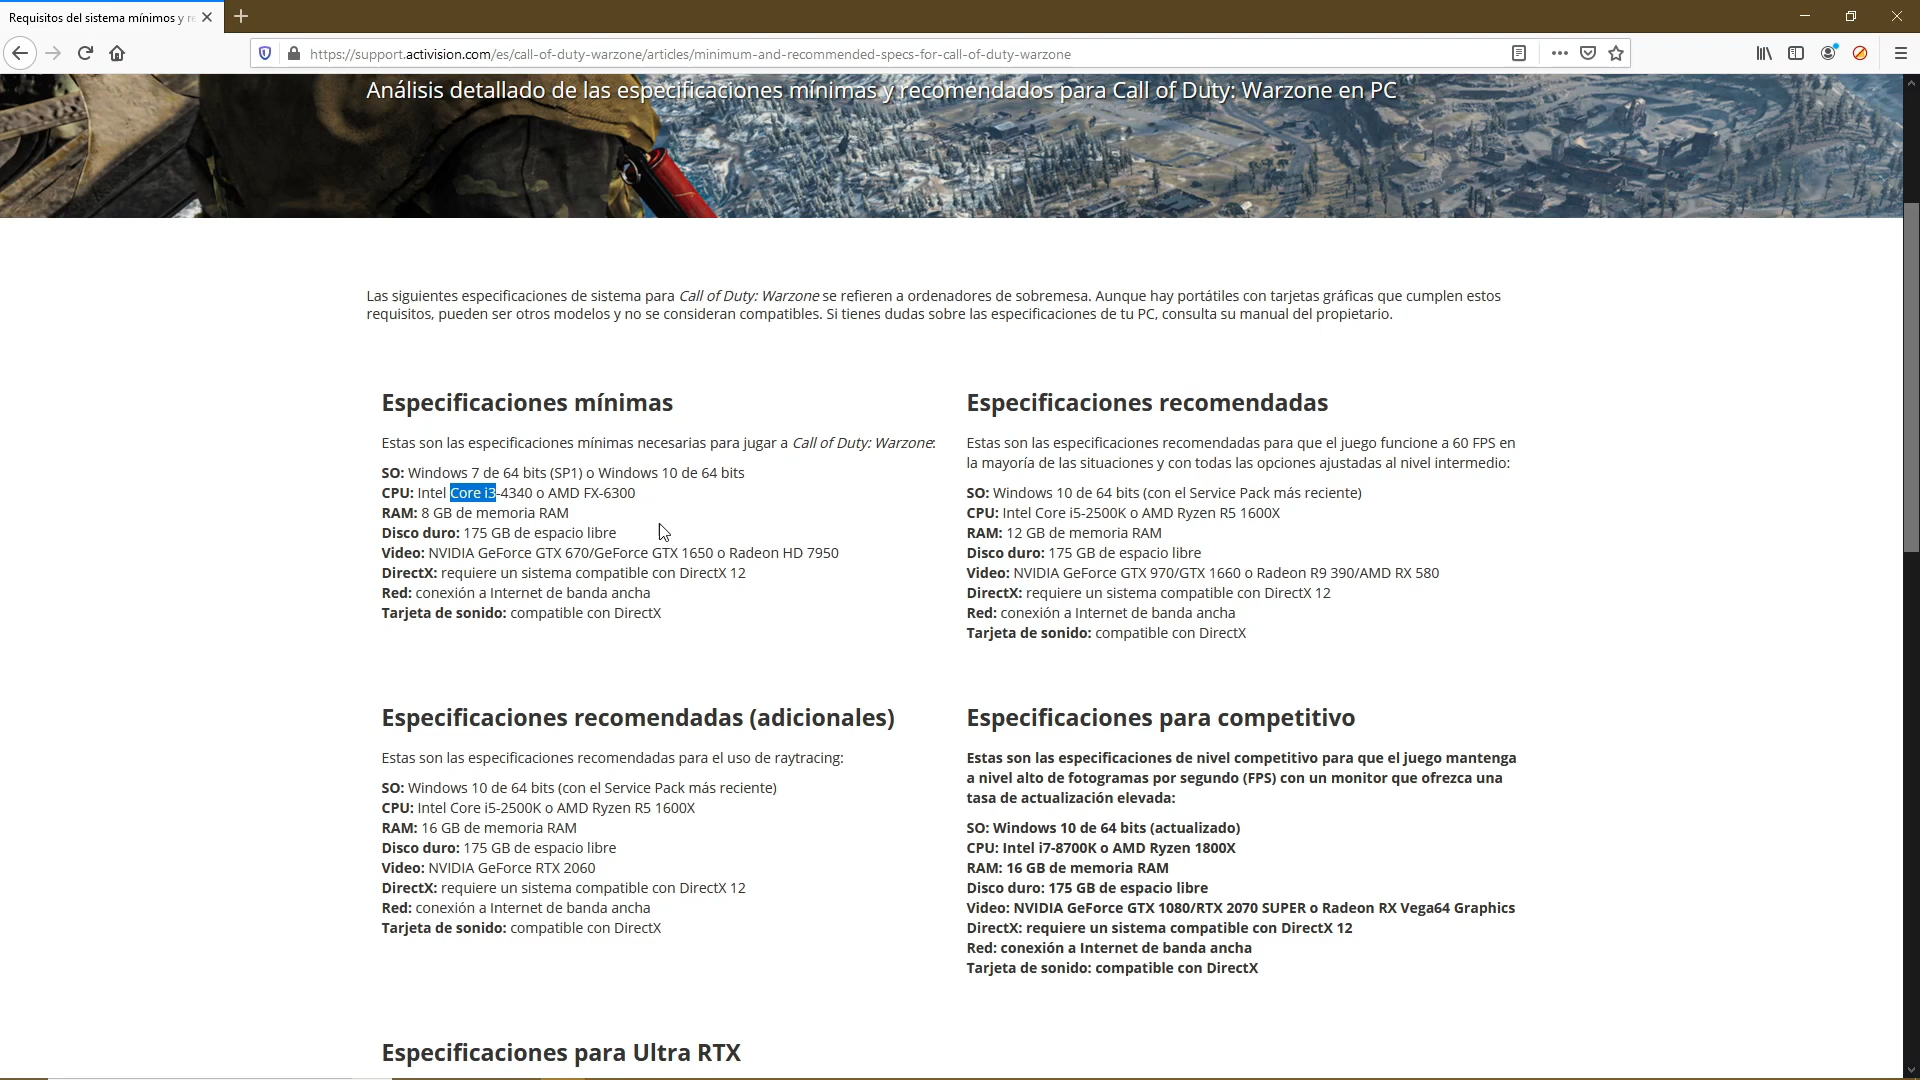 Requisitos del sistema mínimos y re
https://support.activision.com/es/call-of-duty-warzone/articles/minimum-and-recommended-specs-for-call-of-duty-warzone
Análisis detallado de las especificaciones mínimas y recomendados para Call of Duty: Warzone en PC
Las siguientes especificaciones de sistema para Call of Duty: Warzone se refieren a ordenadores de sobremesa. Aunque hay portátiles con tarjetas gráficas que cumplen estos
requisitos, pueden ser otros modelos y no se consideran compatibles. Si tienes dudas sobre las especificaciones de tu PC, consulta su manual del propietario.
Especificaciones mínimas
Estas son las especificaciones mínimas necesarias para jugar a Call of Duty: Warzone:
SO: Windows 7 de 64 bits (SP1) o Windows 10 de 64 bits
CPU: Intel Core i3-4340 o AMD FX-6300
RAM: 8 GB de memoria RAM
Disco duro: 175 GB de espacio libre
Video: NVIDIA GeForce GTX 670/GeForce GTX 1650 o Radeon HD 7950
DirectX: requiere un sistema compatible con DirectX 12
Red: conexión a Internet de banda ancha
Tarjeta de sonido: compatible con DirectX
Especificaciones recomendadas
Estas son las especificaciones recomendadas para que el juego funcione a 60 FPS en
la mayoría de las situaciones y con todas las opciones ajustadas al nivel intermedio:
SO: Windows 10 de 64 bits (con el Service Pack más reciente)
CPU: Intel Core i5-2500K o AMD Ryzen R5 1600X
RAM: 12 GB de memoria RAM
Disco duro: 175 GB de espacio libre
Video: NVIDIA GeForce GTX 970/GTX 1660 o Radeon R9 390/AMD RX 580
DirectX: requiere un sistema compatible con DirectX 12
Red: conexión a Internet de banda ancha
Tarjeta de sonido: compatible con DirectX
Especificaciones recomendadas (adicionales)
Estas son las especificaciones recomendadas para el uso de raytracing:
SO: Windows 10 de 64 bits (con el Service Pack más reciente)
CPU: Intel Core i5-2500K o AMD Ryzen R5 1600X
RAM: 16 GB de memoria RAM
Disco duro: 175 GB de espacio libre
Video: NVIDIA GeForce RTX 2060
DirectX: requiere un sistema compatible con DirectX 12
Red: conexión a Internet de banda ancha
Tarjeta de sonido: compatible con DirectX
Especificaciones para competitivo
Estas son las especificaciones de nivel competitivo para que el juego mantenga
a nivel alto de fotogramas por segundo (FPS) con un monitor que ofrezca una
tasa de actualización elevada:
SO: Windows 10 de 64 bits (actualizado)
CPU: Intel i7-8700K o AMD Ryzen 1800X
RAM: 16 GB de memoria RAM
Disco duro: 175 GB de espacio libre
Video: NVIDIA GeForce GTX 1080/RTX 2070 SUPER o Radeon RX Vega64 Graphics
DirectX: requiere un sistema compatible con DirectX 12
Red: conexión a Internet de banda ancha
Tarjeta de sonido: compatible con DirectX
Especificaciones para Ultra RTX